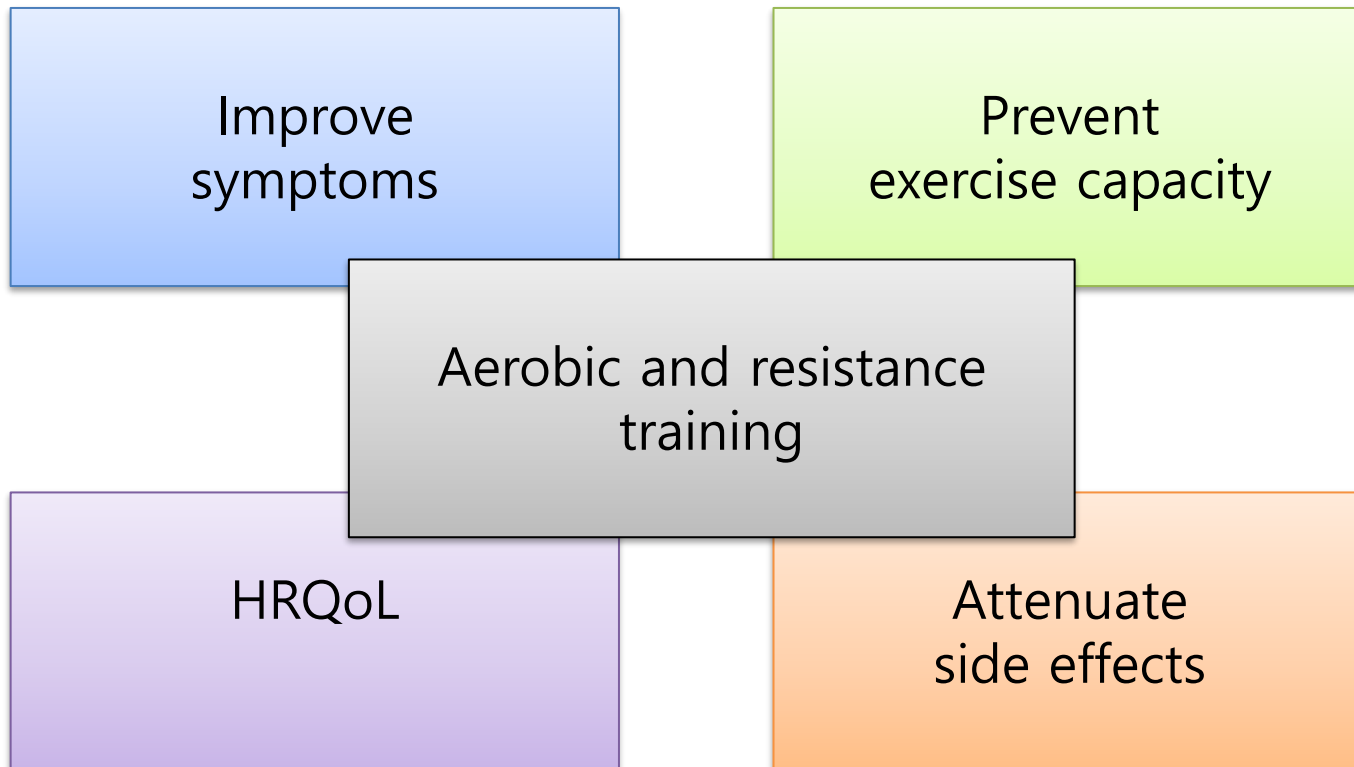 Improve
symptoms
Prevent
exercise capacity
Aerobic and resistance
training
HRQoL
Attenuate
side effects